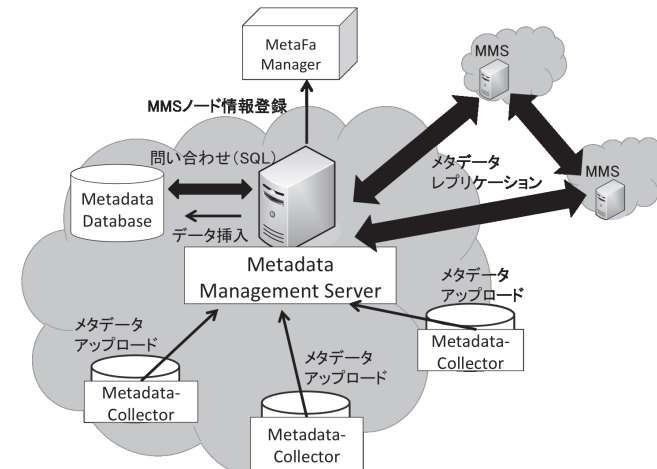 MetaFa
Manager
MMS
MMSノード情報登録
問い合わせ(SQL)
メタデータ
レプリケーション
MMS
Metadata
Database
データ挿入
Metadata
Management Server
メタデータ
アップロード
メタデータ
アップロード
Metadata-
Collector
メタデータ
アップロード
Metadata-
Collector
Metadata-
Collector